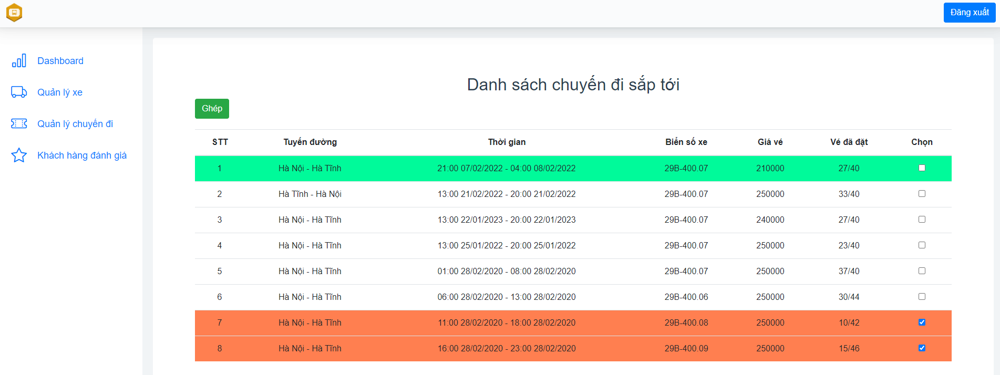 Đăng xuất
Dashboard
Quản lý xe
Quản lý chuyến đi
Khách hàng đánh giá
Danh sách chuyến đi sắp tới
Ghép
STT Tuyến đường Thời gian Biển số xe Giá vé Vé đã đặt Chọn
1 Hà Nội - Hà Tĩnh 21:00 07/02/2022 - 04:00 08/02/2022 29B-400.07 210000 27/40
2 Hà Tĩnh - Hà Nội 13:00 21/02/2022 - 20:00 21/02/2022 29B-400.07 250000 33/40
3 Hà Nội - Hà Tĩnh 13:00 22/01/2023 - 20:00 22/01/2023 29B-400.07 240000 27/40
4 Hà Nội - Hà Tĩnh 13:00 25/01/2022 - 20:00 25/01/2022 29B-400.07 250000 23/40
5 Hà Nội - Hà Tĩnh 01:00 28/02/2020 - 08:00 28/02/2020 29B-400.07 250000 37/40
6 Hà Nội - Hà Tĩnh 06:00 28/02/2020 - 13:00 28/02/2020 29B-400.06 250000 30/44
7 Hà Nội - Hà Tĩnh 11:00 28/02/2020 - 18:00 28/02/2020 29B-400.08 250000 10/42
8 Hà Nội - Hà Tĩnh 16:00 28/02/2020 - 23:00 28/02/2020 29B-400.09 250000 15/46